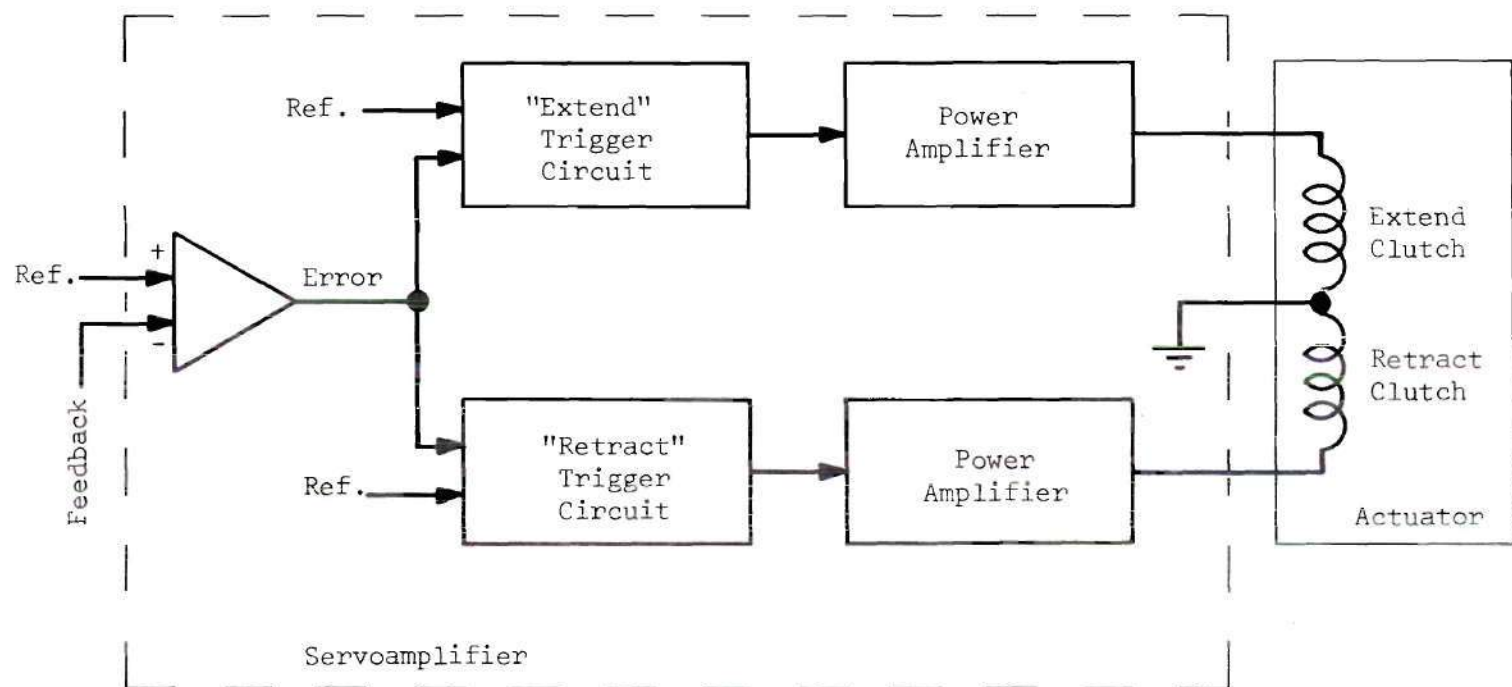 Ref.
"Extend"
Trigger
Circuit
Power
Amplifier
Extend
Clutch
Ref.
+
-
Error
Feedback
Retract
Clutch
"Retract"
Trigger
Circuit
Ref.
Power
Amplifier
Actuator
Servoamplifier